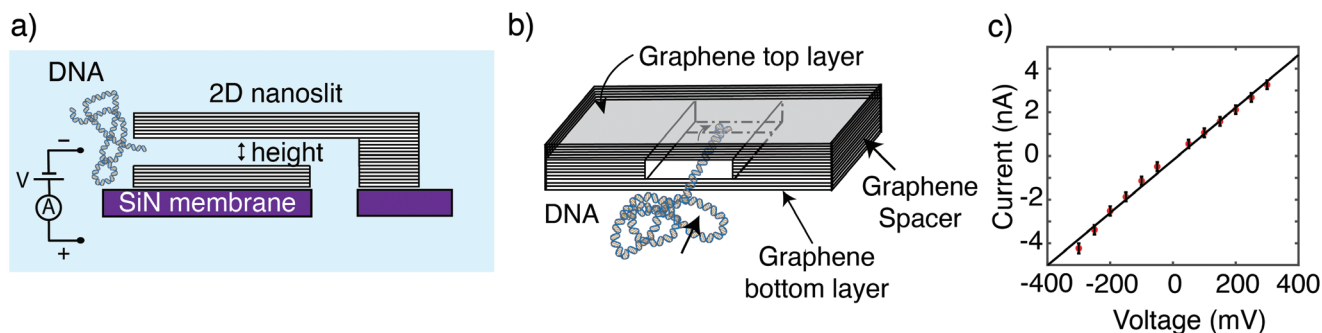 a)
DNA
2D nanoslit
height
−
V
A
+
SiN membrane
b)
Graphene top layer
DNA
Graphene
Spacer
Graphene
bottom layer
c)
Current (nA)
4
2
0
-2
-4
-400
-200
0
200
400
Voltage (mV)